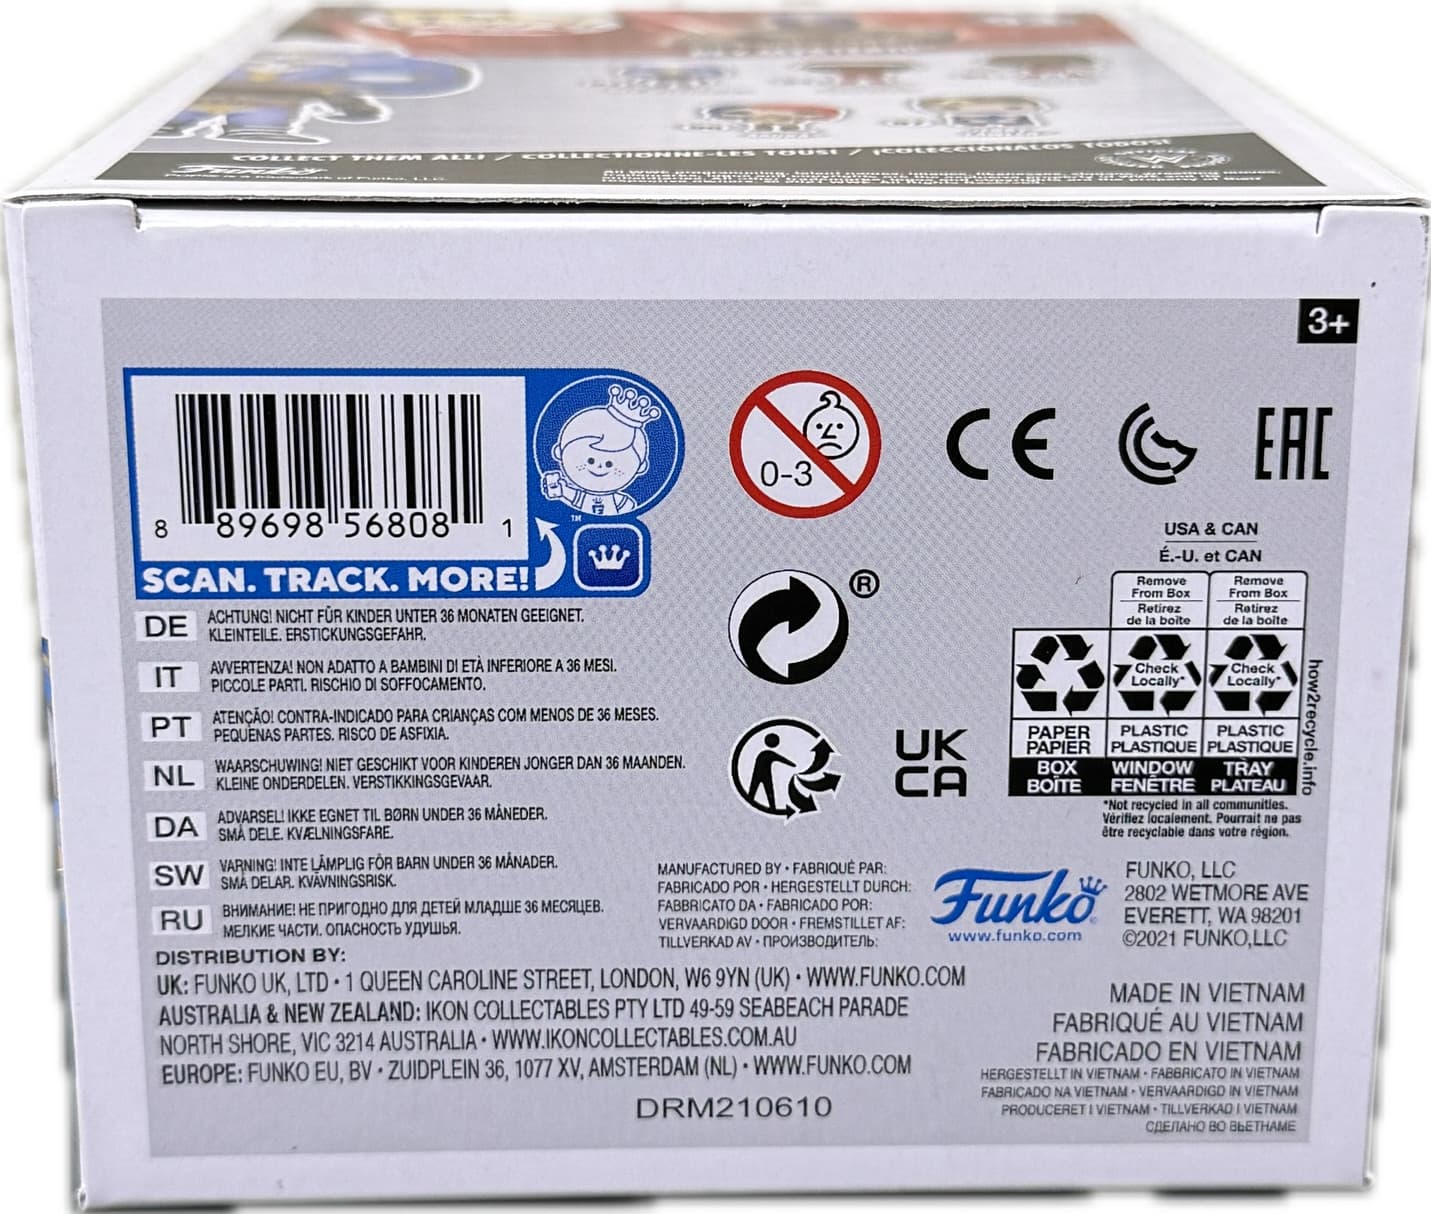 COLLECT THEM ALL! / COLLECTIONNE-LES TOUS! / ¡COLECCIÓNALOS TODOS!
Funko
3+
8 89698 56808 1
TM
SCAN. TRACK. MORE!
0-3
CE
EAC
USA & CAN
É.-U. et CAN
Remove From Box Retirez de la boîte
Remove From Box Retirez de la boîte
Check Locally*
Check Locally*
PAPER PAPIER
PLASTIC PLASTIQUE
PLASTIC PLASTIQUE
BOX BOÎTE
WINDOW FENÊTRE
TRAY PLATEAU
how2recycle.info
*Not recycled in all communities.
Vérifiez localement. Pourrait ne pas
être recyclable dans votre région.
®
UK
CA
DE ACHTUNG! NICHT FÜR KINDER UNTER 36 MONATEN GEEIGNET.
KLEINTEILE. ERSTICKUNGSGEFAHR.
IT AVVERTENZA! NON ADATTO A BAMBINI DI ETÀ INFERIORE A 36 MESI.
PICCOLE PARTI. RISCHIO DI SOFFOCAMENTO.
PT ATENÇÃO! CONTRA-INDICADO PARA CRIANÇAS COM MENOS DE 36 MESES.
PEQUENAS PARTES. RISCO DE ASFIXIA.
NL WAARSCHUWING! NIET GESCHIKT VOOR KINDEREN JONGER DAN 36 MAANDEN.
KLEINE ONDERDELEN. VERSTIKKINGSGEVAAR.
DA ADVARSEL! IKKE EGNET TIL BØRN UNDER 36 MÅNEDER.
SMÅ DELE. KVÆLNINGSFARE.
SW VARNING! INTE LÄMPLIG FÖR BARN UNDER 36 MÅNADER.
SMÅ DELAR. KVÄVNINGSRISK.
RU ВНИМАНИЕ! НЕ ПРИГОДНО ДЛЯ ДЕТЕЙ МЛАДШЕ 36 МЕСЯЦЕВ.
МЕЛКИЕ ЧАСТИ. ОПАСНОСТЬ УДУШЬЯ.
MANUFACTURED BY • FABRIQUÉ PAR:
FABRICADO POR • HERGESTELLT DURCH:
FABBRICATO DA • FABRICADO POR:
VERVAARDIGD DOOR • FREMSTILLET AF:
TILLVERKAD AV • ПРОИЗВОДИТЕЛЬ:
Funko
www.funko.com
FUNKO, LLC
2802 WETMORE AVE
EVERETT, WA 98201
©2021 FUNKO,LLC
DISTRIBUTION BY:
UK: FUNKO UK, LTD • 1 QUEEN CAROLINE STREET, LONDON, W6 9YN (UK) • WWW.FUNKO.COM
AUSTRALIA & NEW ZEALAND: IKON COLLECTABLES PTY LTD 49-59 SEABEACH PARADE
NORTH SHORE, VIC 3214 AUSTRALIA • WWW.IKONCOLLECTABLES.COM.AU
EUROPE: FUNKO EU, BV • ZUIDPLEIN 36, 1077 XV, AMSTERDAM (NL) • WWW.FUNKO.COM
DRM210610
MADE IN VIETNAM
FABRIQUÉ AU VIETNAM
FABRICADO EN VIETNAM
HERGESTELLT IN VIETNAM • FABBRICATO IN VIETNAM
FABRICADO NA VIETNAM • VERVAARDIGD IN VIETNAM
PRODUCERET I VIETNAM • TILLVERKAD I VIETNAM
СДЕЛАНО ВО ВЬЕТНАМЕ